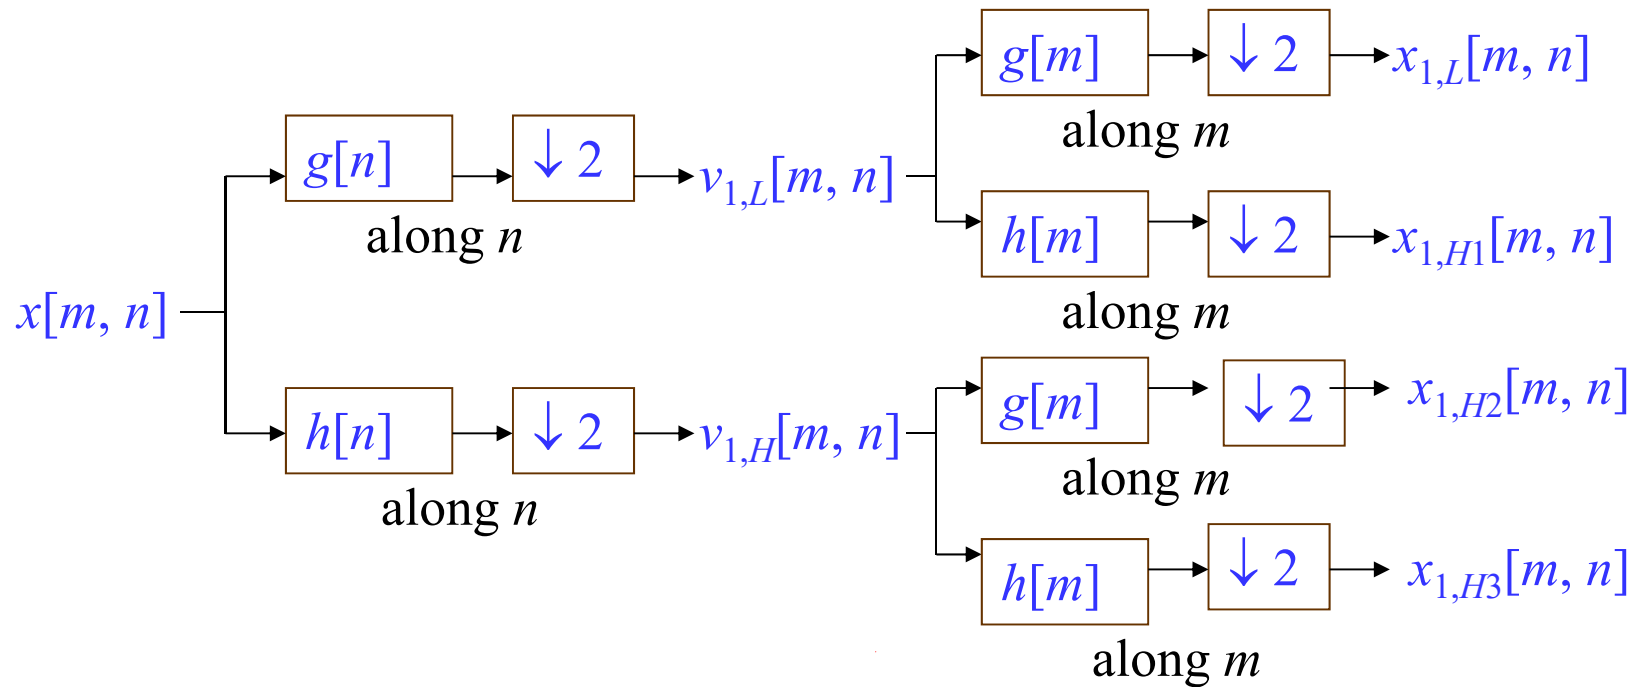 g[m] ↓ 2 x1,L[m, n]
along m
g[n] ↓ 2 v1,L[m, n]
along n
h[m] ↓ 2 x1,H1[m, n]
along m
x[m, n]
g[m] ↓ 2 x1,H2[m, n]
along m
h[n] ↓ 2 v1,H[m, n]
along n
h[m] ↓ 2 x1,H3[m, n]
along m